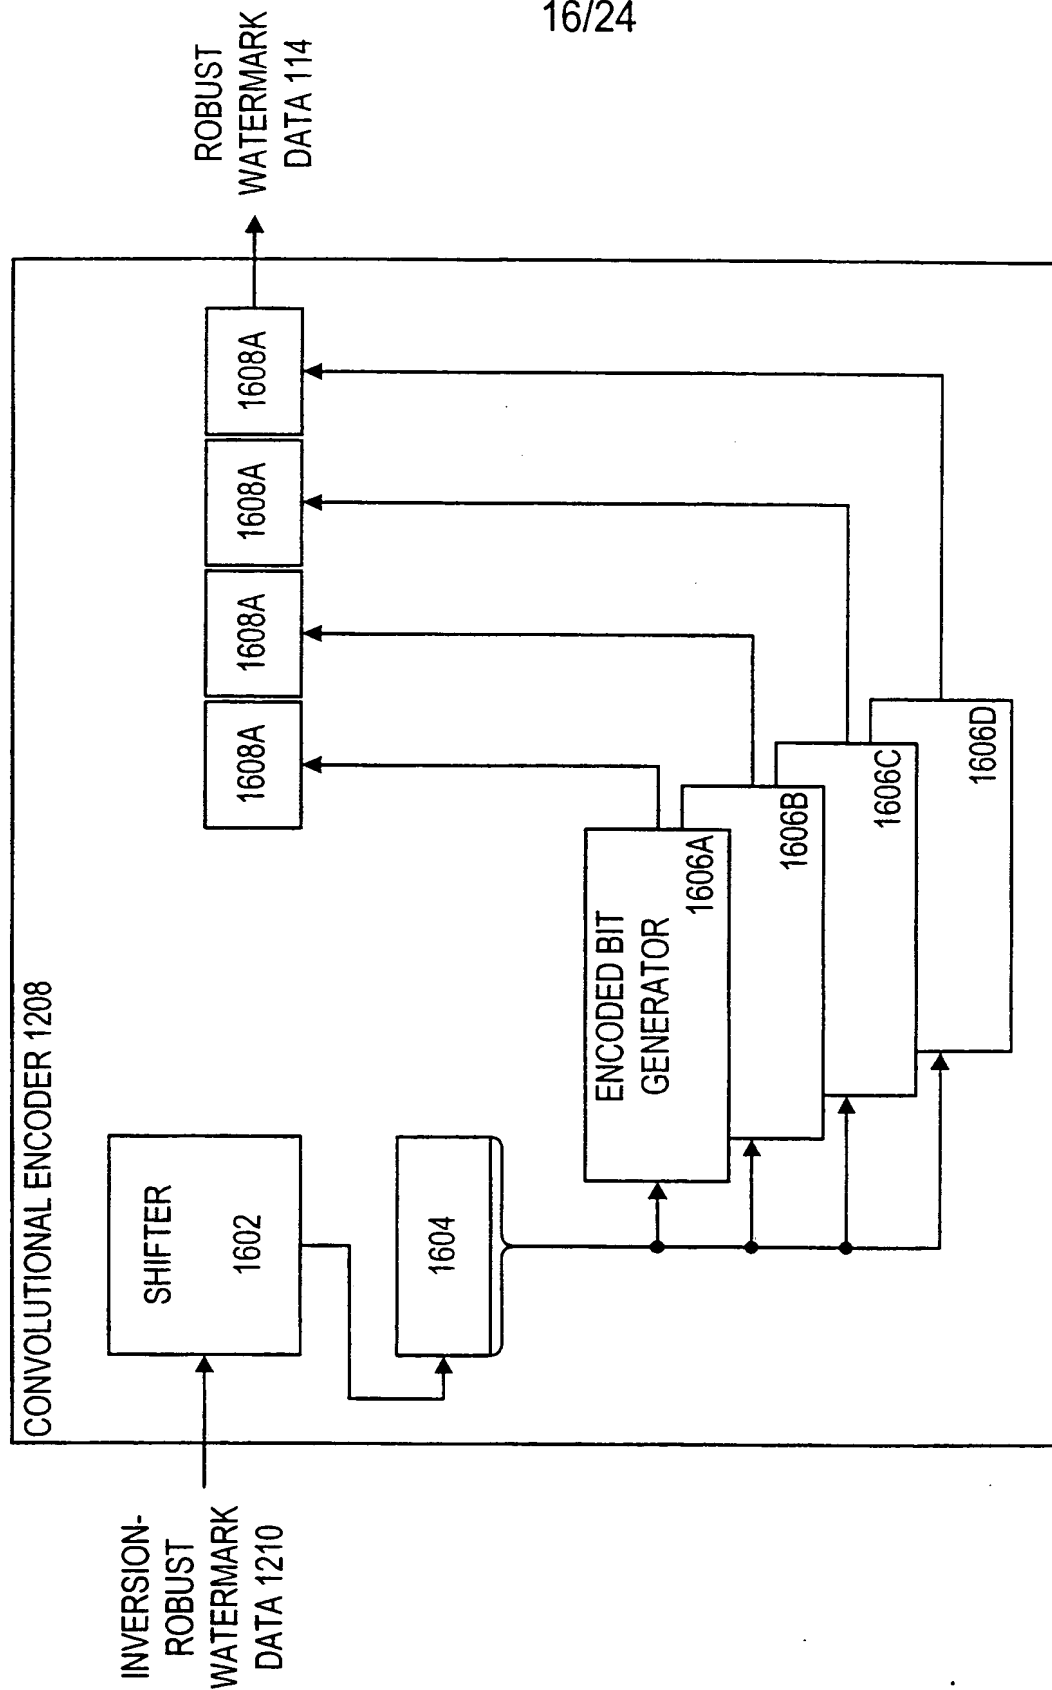 16/24
CONVOLUTIONAL ENCODER 1208
INVERSION-
ROBUST
WATERMARK
DATA 1210
SHIFTER
1602
1604
ENCODED BIT
GENERATOR
1606A
1606B
1606C
1606D
1608A
1608A
1608A
1608A
ROBUST
WATERMARK
DATA 114